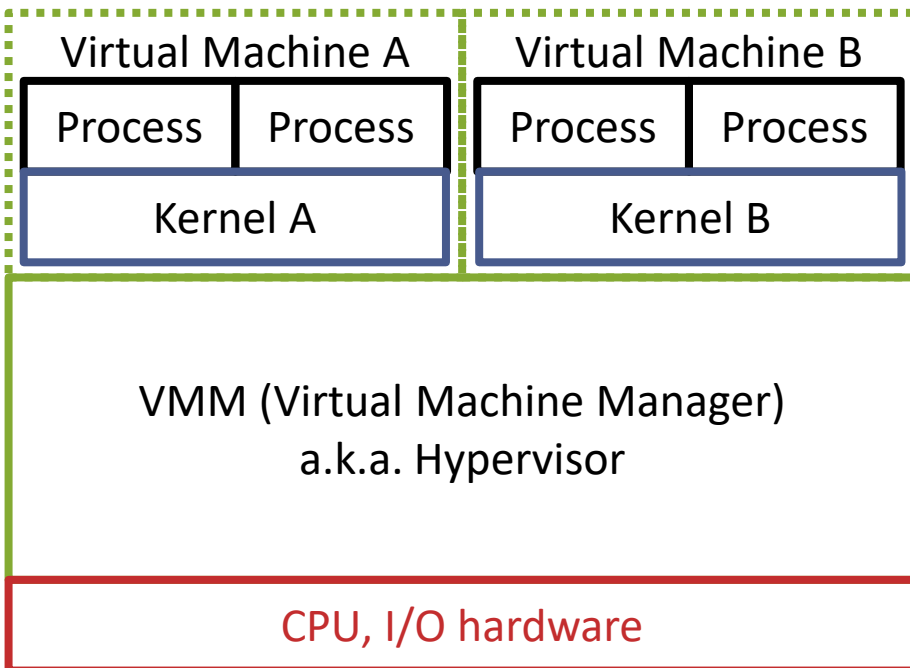 Virtual Machine A
Virtual Machine B
Process
Process
Process
Process
Kernel A
Kernel B
VMM (Virtual Machine Manager)
a.k.a. Hypervisor
CPU, I/O hardware